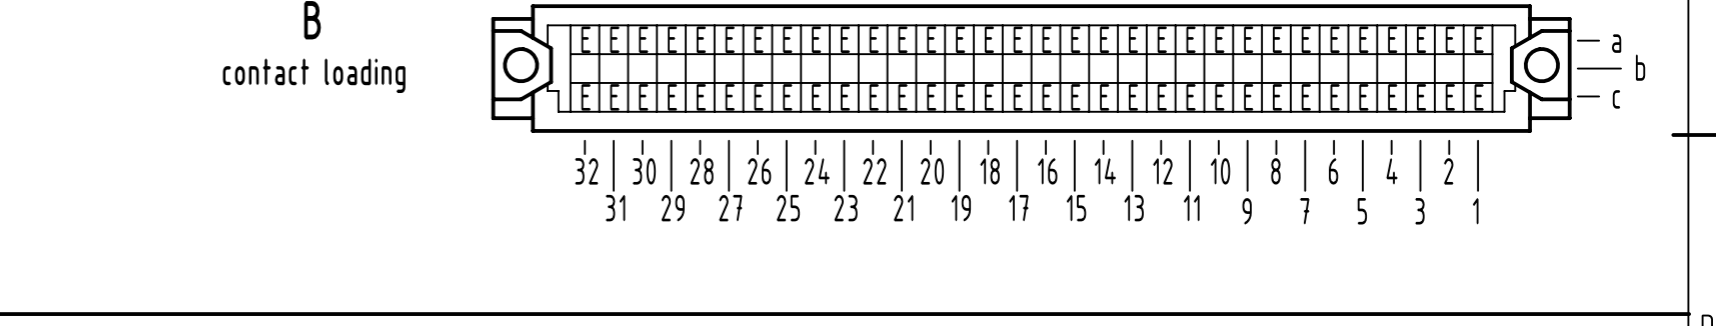 B
contact loading
E E E E E E E E E E E E E E E E E E E E E E E E E E E E E E E E
a
b
E E E E E E E E E E E E E E E E E E E E E E E E E E E E E E E E
c
32 30 28 26 24 22 20 18 16 14 12 10 8 6 4 2
31 29 27 25 23 21 19 17 15 13 11 9 7 5 3 1